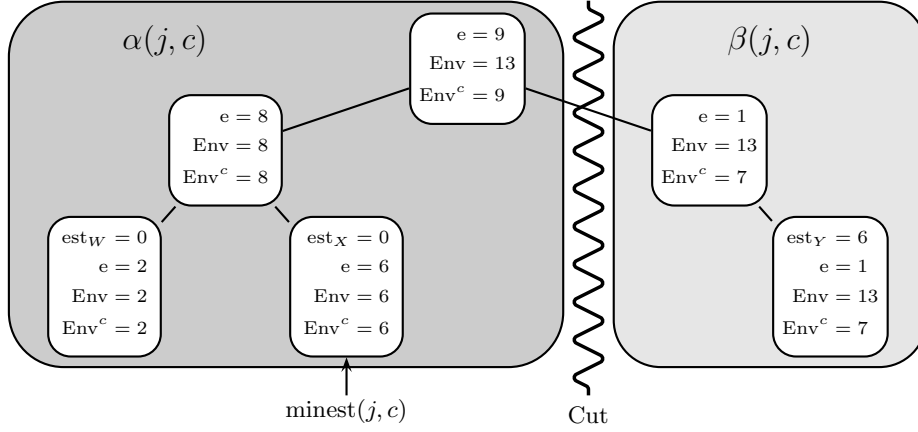 α(j, c)
β(j, c)
e = 9
Env = 13
Env^c = 9
e = 8
Env = 8
Env^c = 8
e = 1
Env = 13
Env^c = 7
est_W = 0
e = 2
Env = 2
Env^c = 2
est_X = 0
e = 6
Env = 6
Env^c = 6
est_Y = 6
e = 1
Env = 13
Env^c = 7
minest(j, c)
Cut